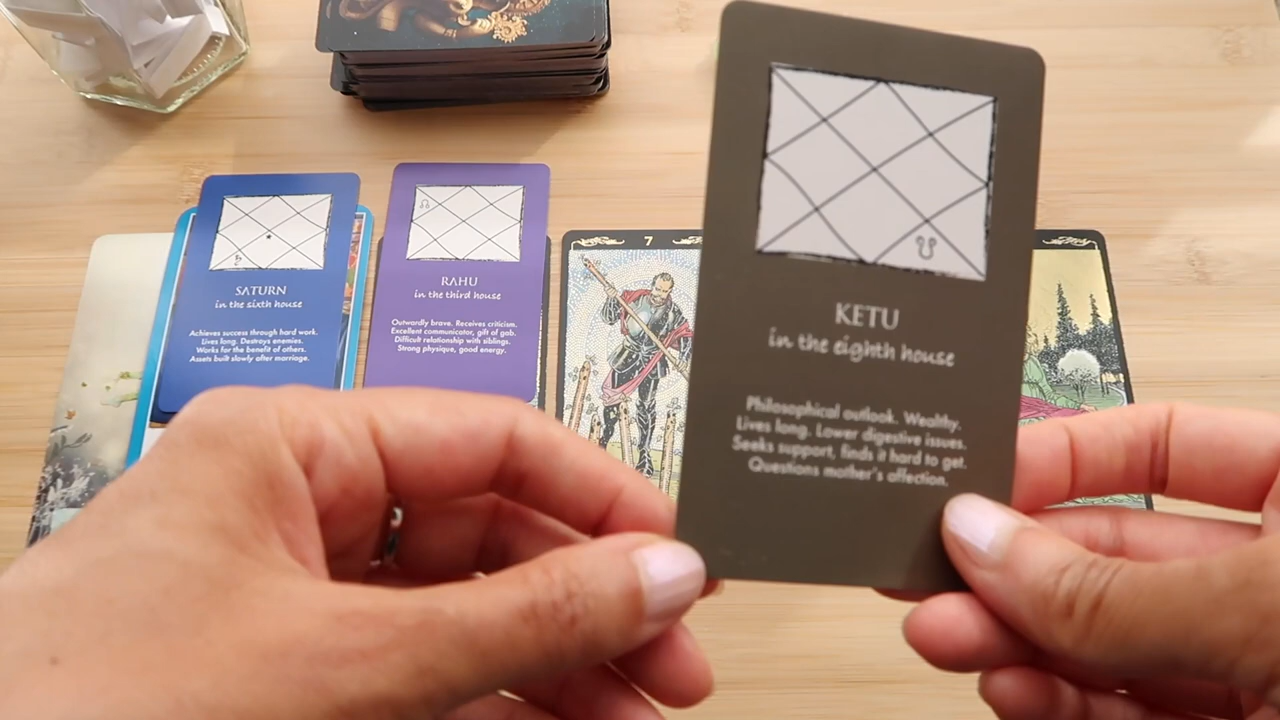 SATURN
in the sixth house
Achieves success through hard work.
Lives long. Destroys enemies.
Works for the benefit of others.
Assets built slowly after marriage.
RAHU
in the third house
Outwardly brave. Receives criticism.
Excellent communicator, gift of gab.
Difficult relationship with siblings.
Strong physique, good energy.
7
KETU
in the eighth house
Philosophical outlook. Wealthy.
Lives long. Lower digestive issues.
Seeks support, finds it hard to get.
Questions mother's affection.